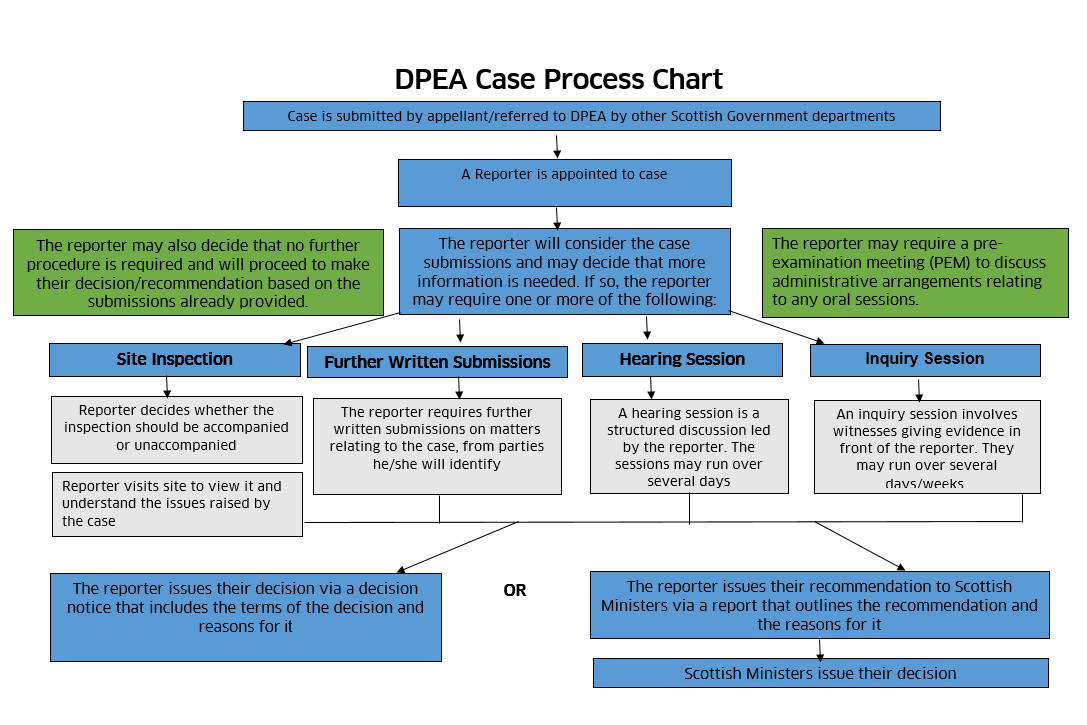 DPEA Case Process Chart
Case is submitted by appellant/referred to DPEA by other Scottish Government departments
A Reporter is appointed to case
The reporter may also decide that no further
procedure is required and will proceed to make
their decision/recommendation based on the
submissions already provided.
The reporter will consider the case
submissions and may decide that more
information is needed. If so, the reporter
may require one or more of the following:
The reporter may require a pre-
examination meeting (PEM) to discuss
administrative arrangements relating
to any oral sessions.
Site Inspection
Further Written Submissions
Hearing Session
Inquiry Session
Reporter decides whether the
inspection should be accompanied
or unaccompanied
Reporter visits site to view it and
understand the issues raised by
the case
The reporter requires further
written submissions on matters
relating to the case, from parties
he/she will identify
A hearing session is a
structured discussion led
by the reporter. The
sessions may run over
several days
An inquiry session involves
witnesses giving evidence in
front of the reporter. They
may run over several
days/weeks
The reporter issues their decision via a decision
notice that includes the terms of the decision and
reasons for it
OR
The reporter issues their recommendation to Scottish
Ministers via a report that outlines the recommendation and
the reasons for it
Scottish Ministers issue their decision